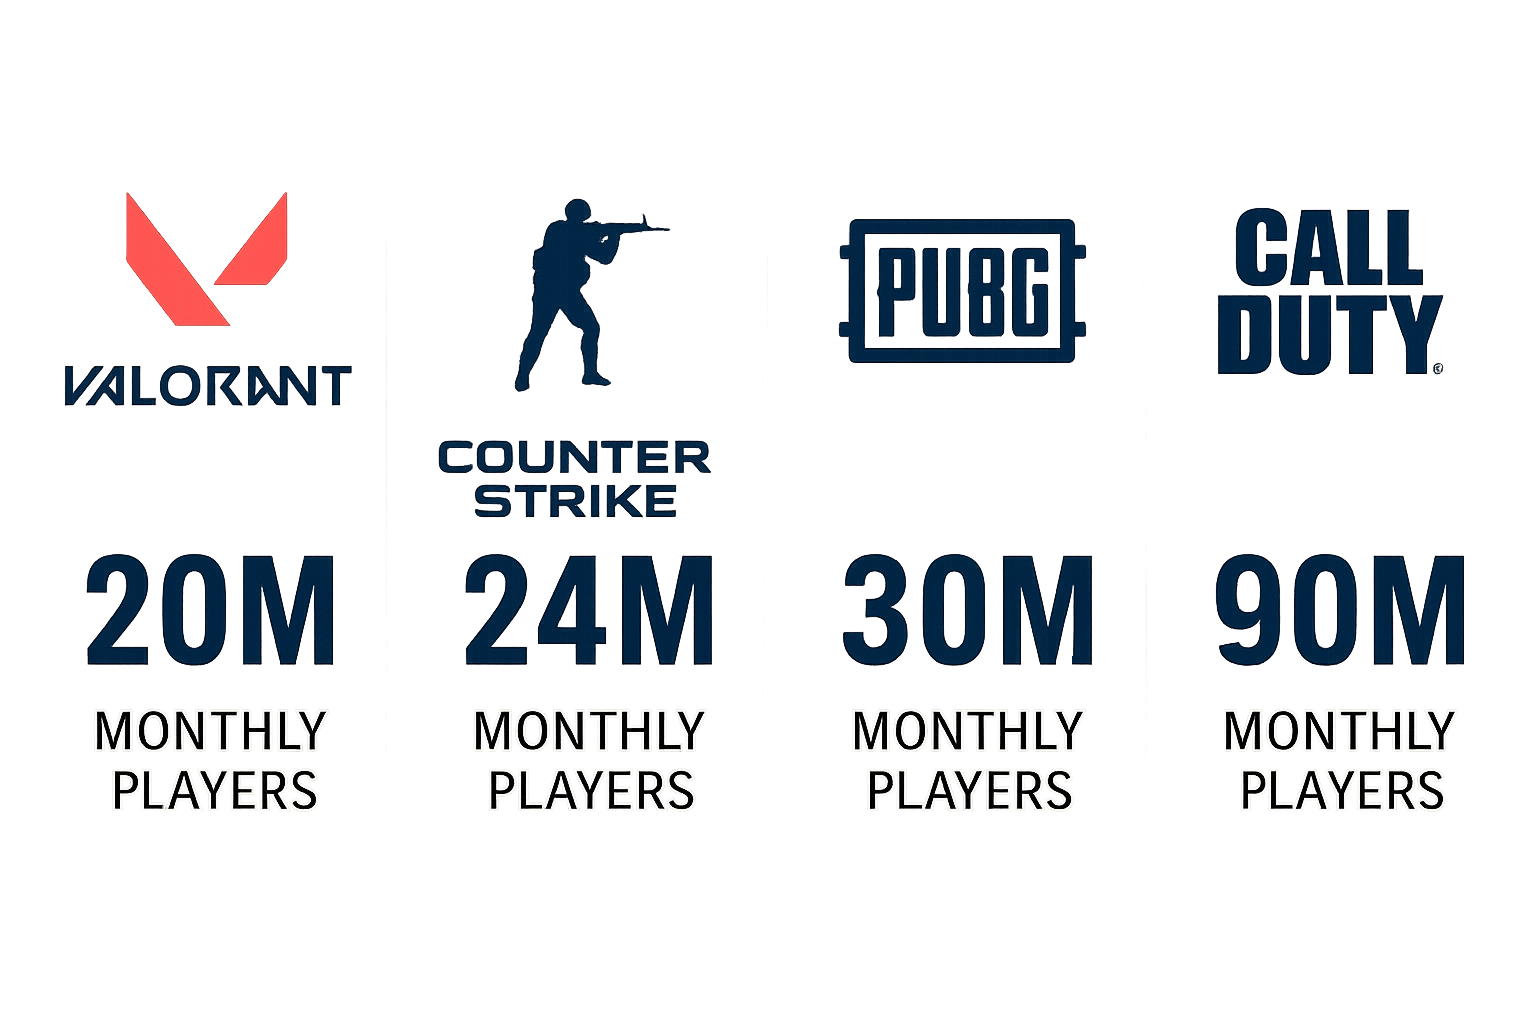 VALORANT
COUNTER
STRIKE
PUBG
CALL
DUTY
20M
24M
30M
90M
MONTHLY
PLAYERS
MONTHLY
PLAYERS
MONTHLY
PLAYERS
MONTHLY
PLAYERS